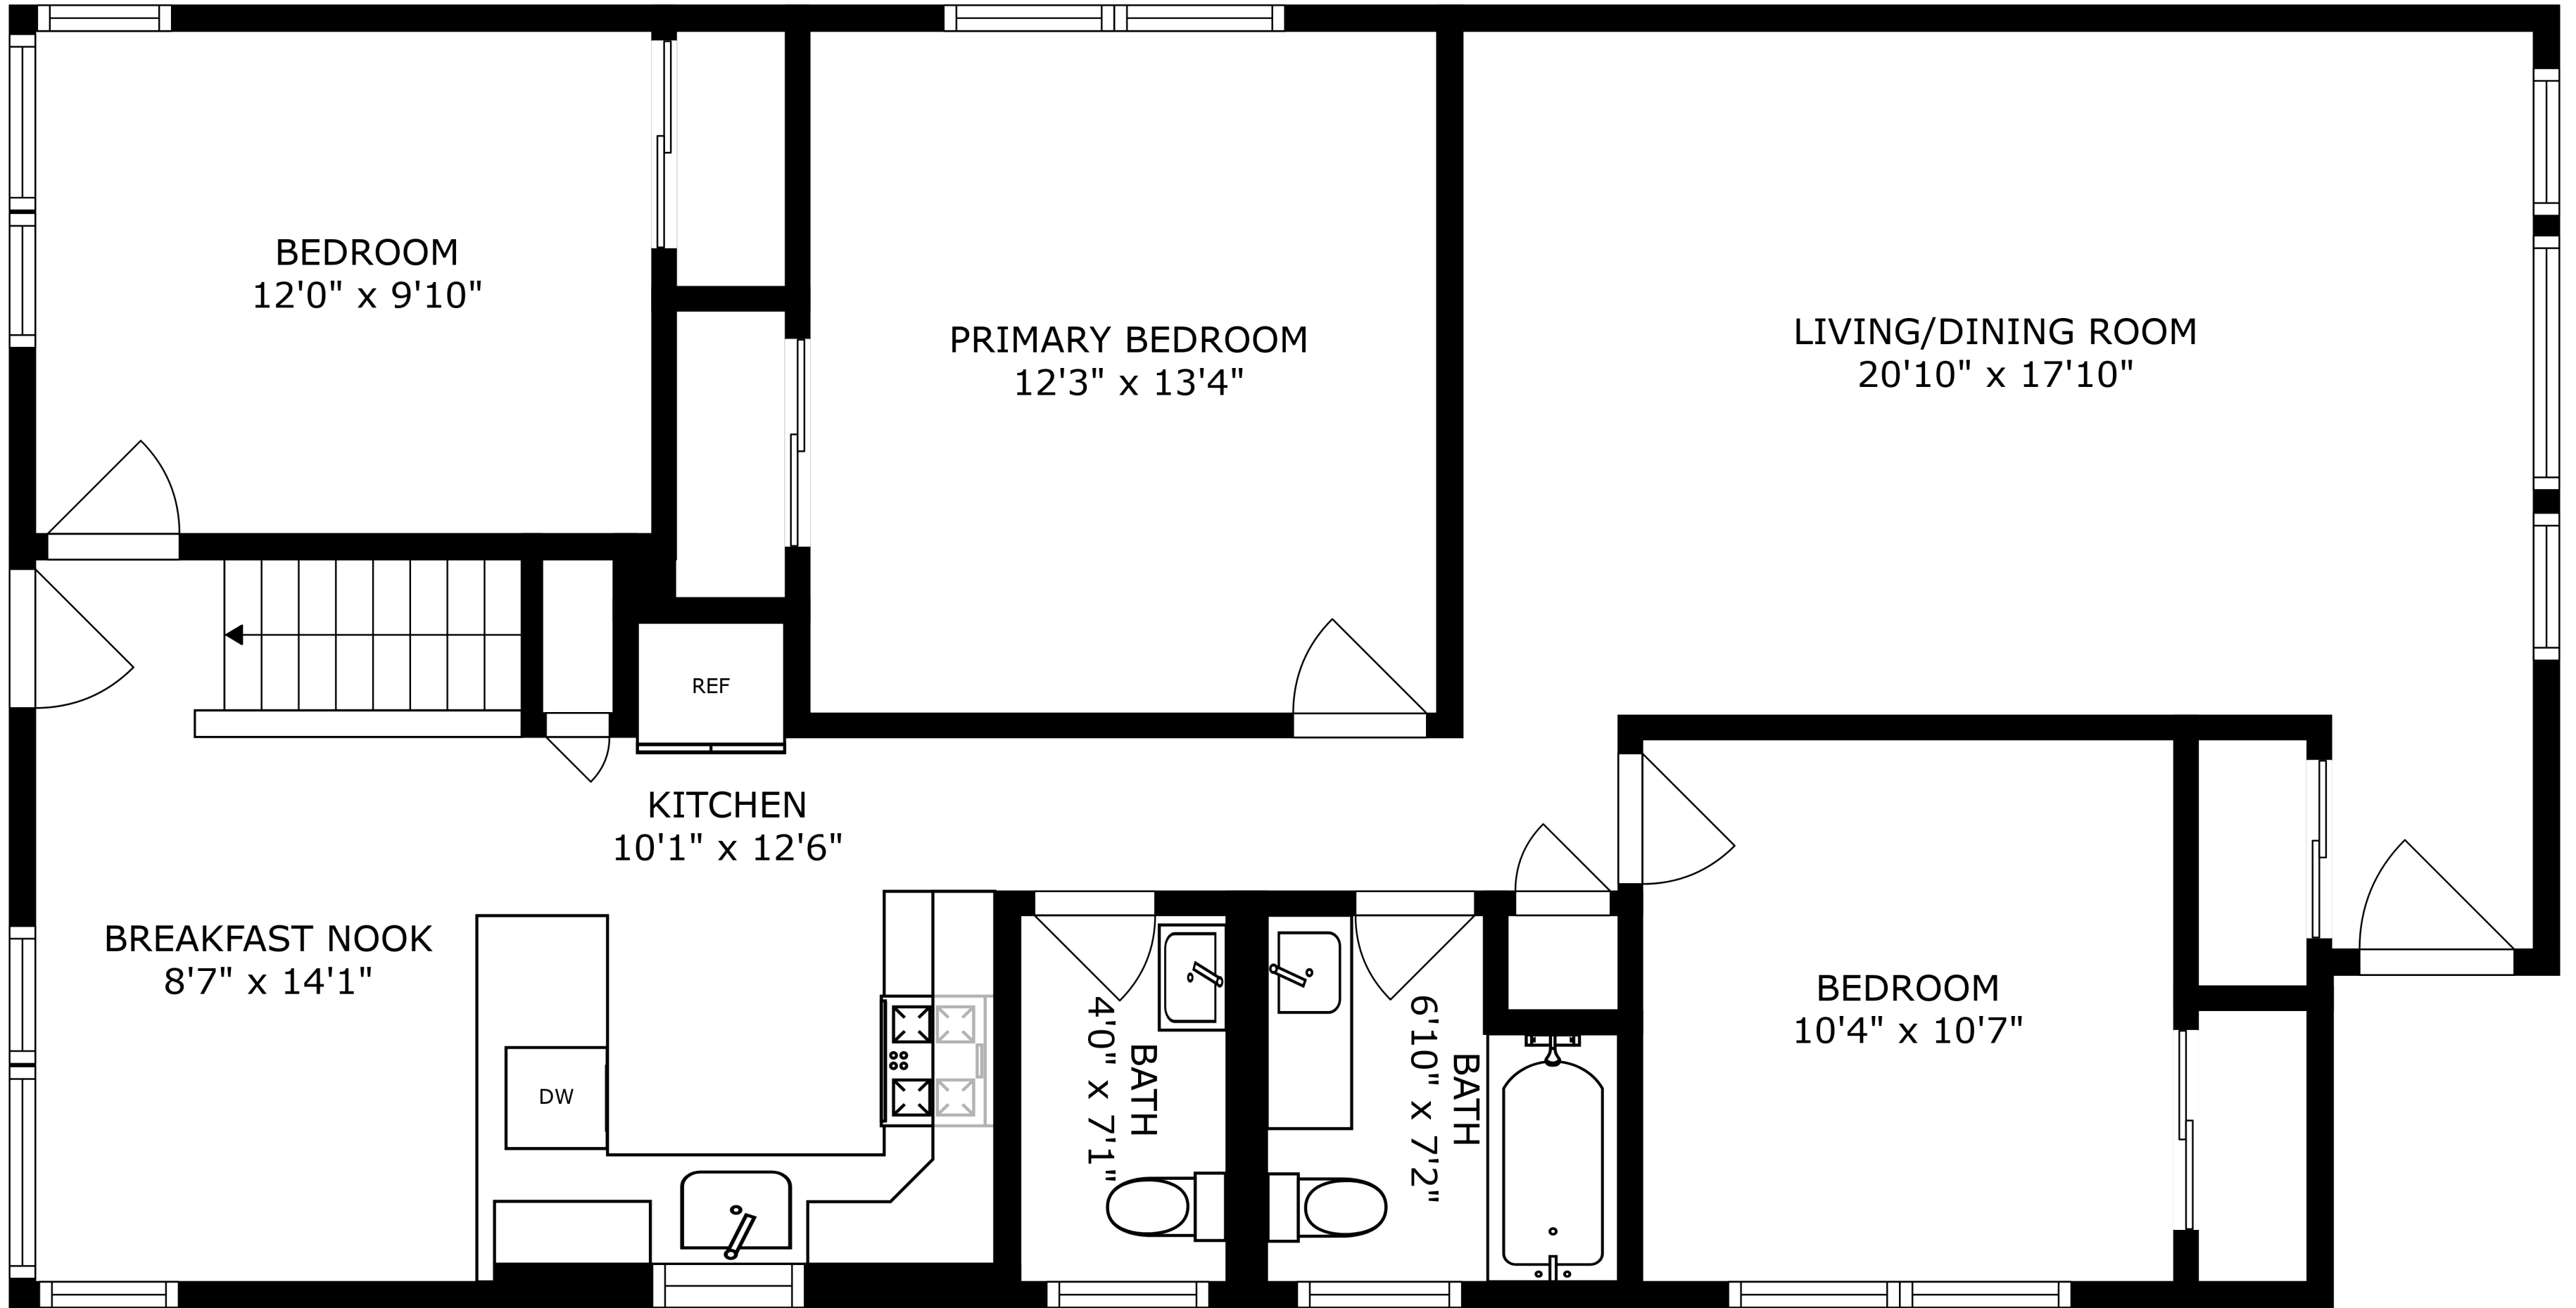 BEDROOM
12'0" x 9'10"
PRIMARY BEDROOM
12'3" x 13'4"
LIVING/DINING ROOM
20'10" x 17'10"
REF
KITCHEN
10'1" x 12'6"
BREAKFAST NOOK
8'7" x 14'1"
DW
BATH
4'0" x 7'1"
BATH
6'10" x 7'2"
BEDROOM
10'4" x 10'7"